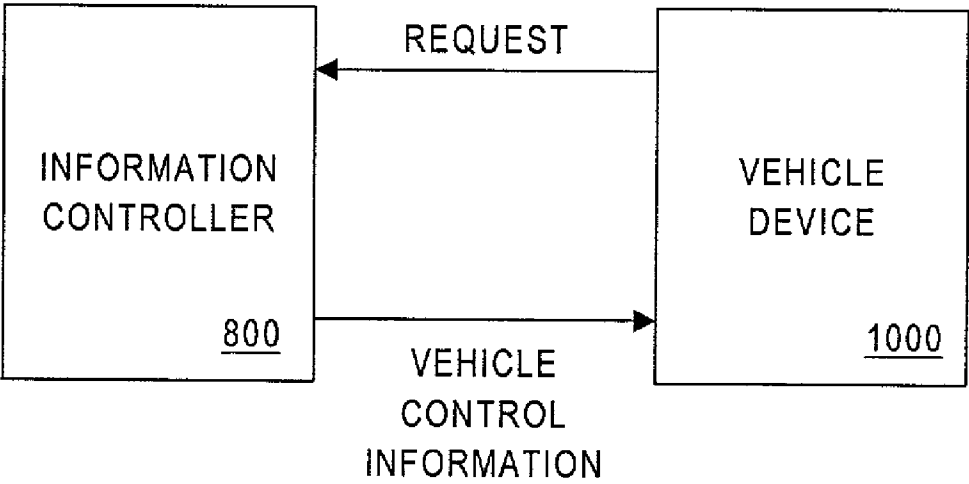 REQUEST
INFORMATION
CONTROLLER
800
VEHICLE
DEVICE
1000
VEHICLE
CONTROL
INFORMATION